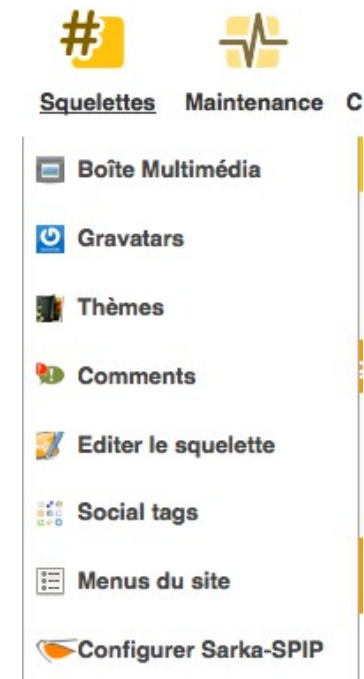 #
Squelettes Maintenance C
Boîte Multimédia
Gravatars
Thèmes
Comments
Editer le squelette
Social tags
Menus du site
Configurer Sarka-SPIP